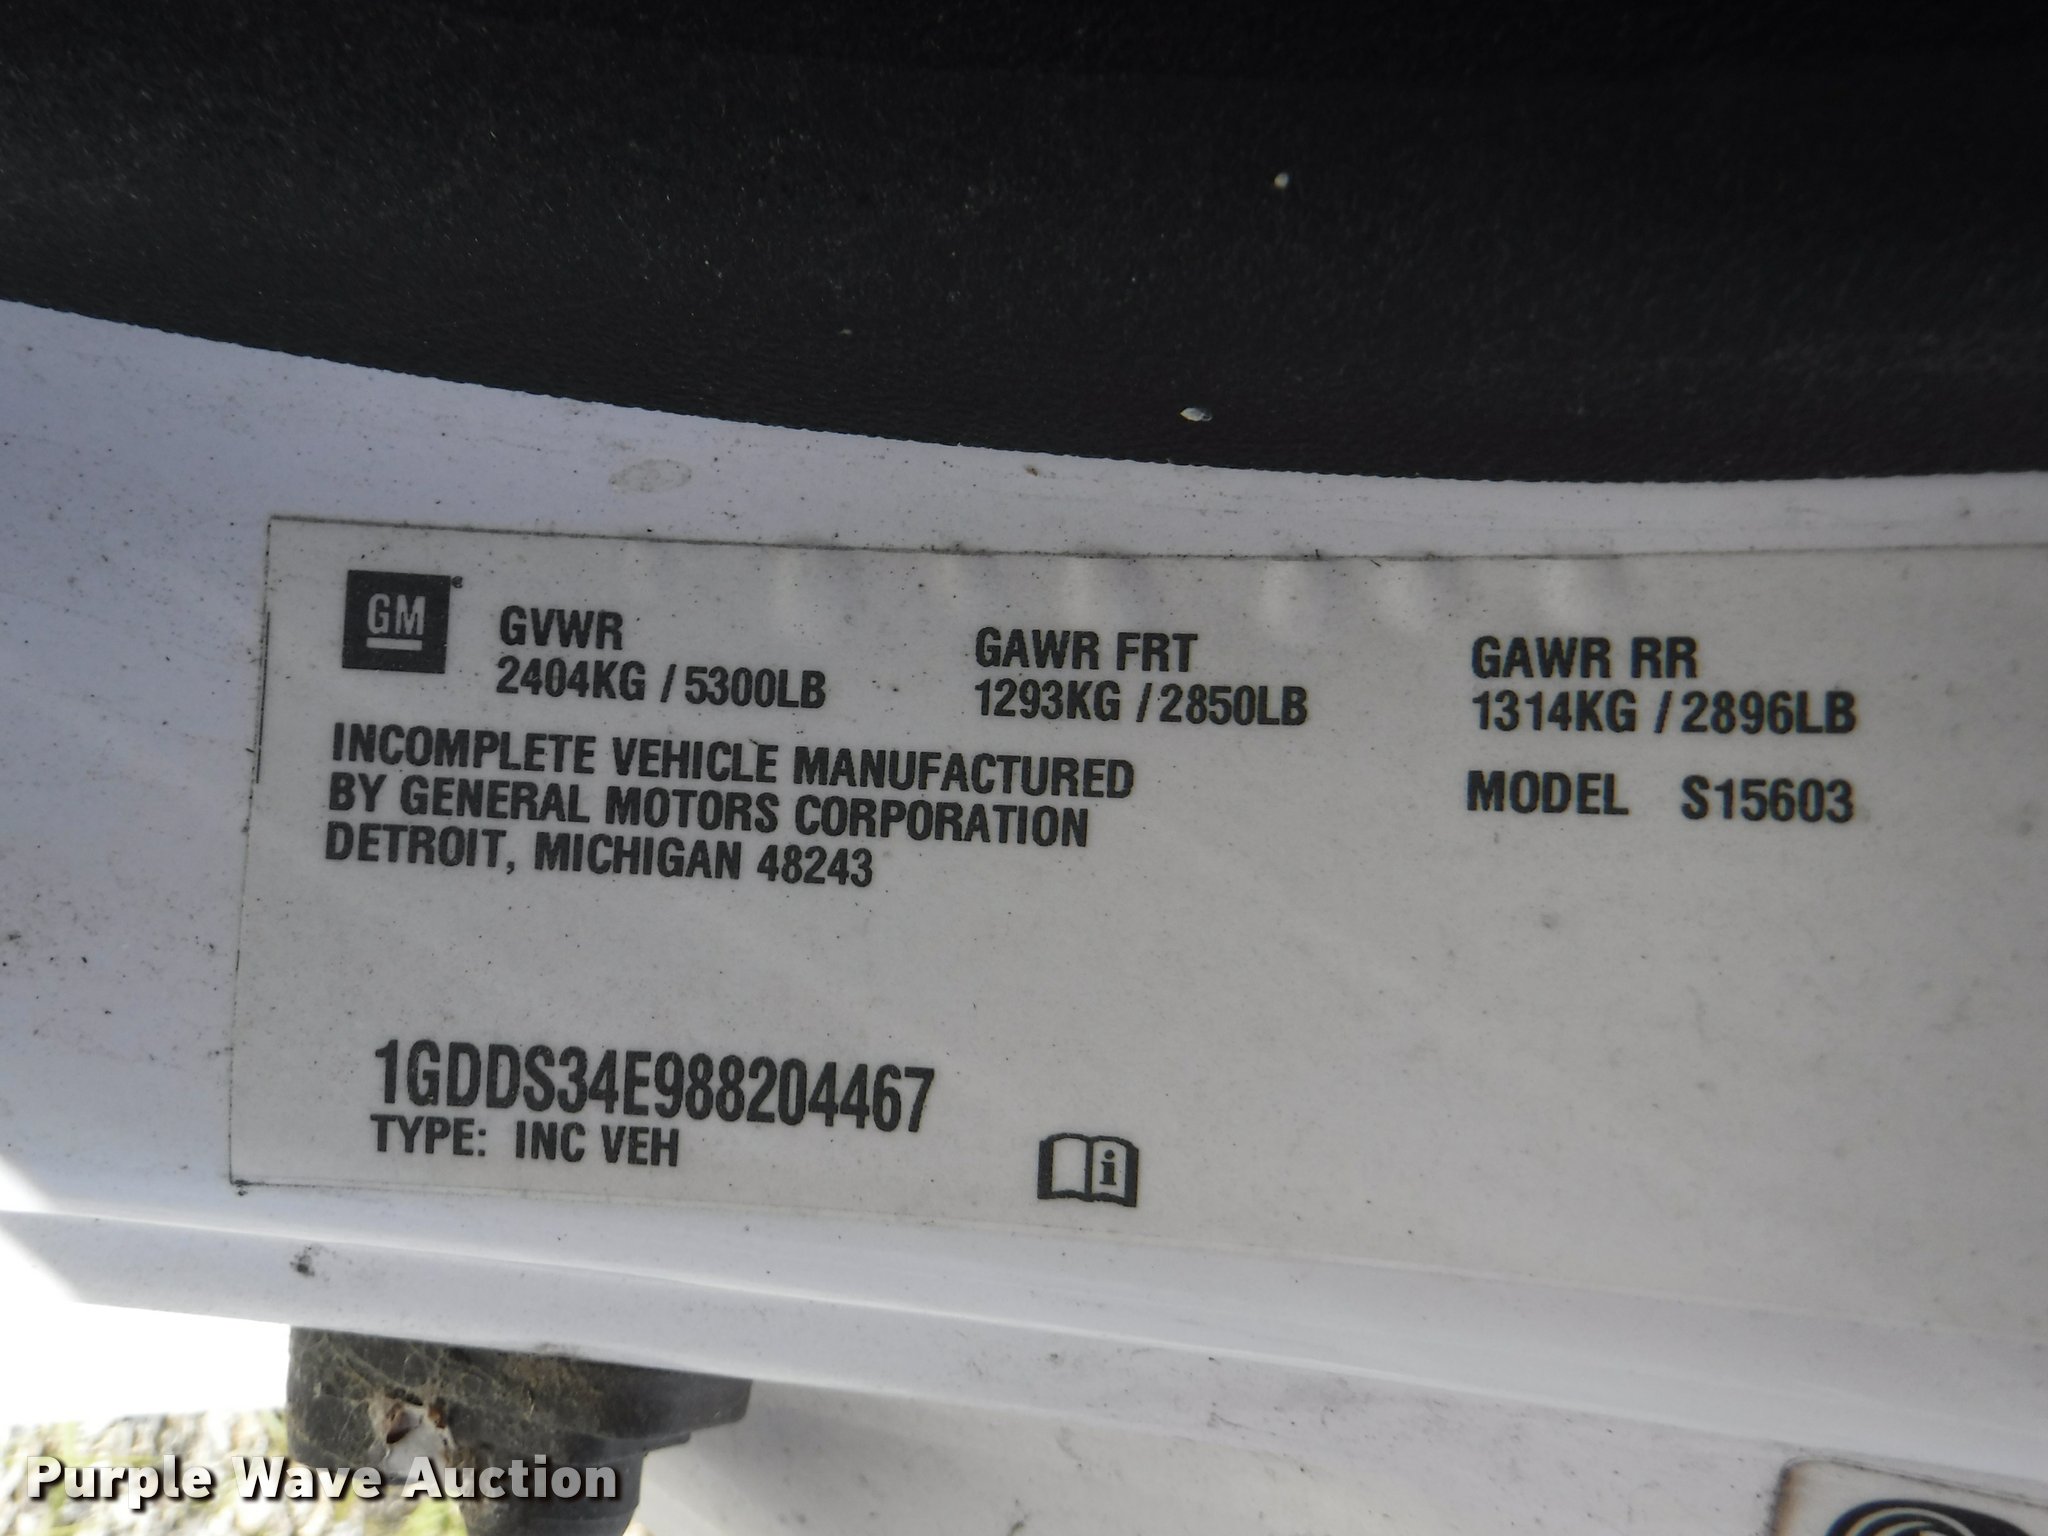 GM
GVWR
2404KG / 5300LB
GAWR FRT
1293KG / 2850LB
GAWR RR
1314KG / 2896LB
INCOMPLETE VEHICLE MANUFACTURED
BY GENERAL MOTORS CORPORATION
DETROIT, MICHIGAN 48243
MODEL S15603
1GDDS34E988204467
TYPE: INC VEH
i
Purple Wave Auction